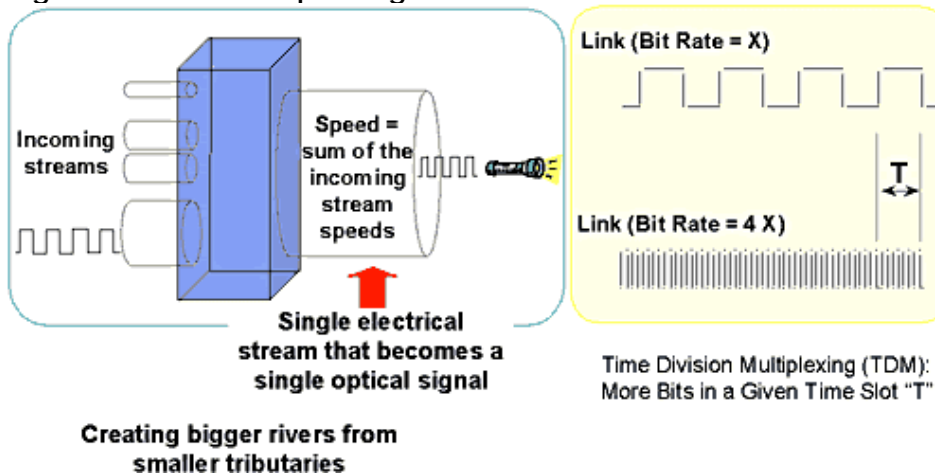 Incoming
streams
Speed =
sum of the
incoming
stream
speeds
Single electrical
stream that becomes a
single optical signal
Creating bigger rivers from
smaller tributaries
Link (Bit Rate = X)
T
Link (Bit Rate = 4 X)
Time Division Multiplexing (TDM):
More Bits in a Given Time Slot “T”